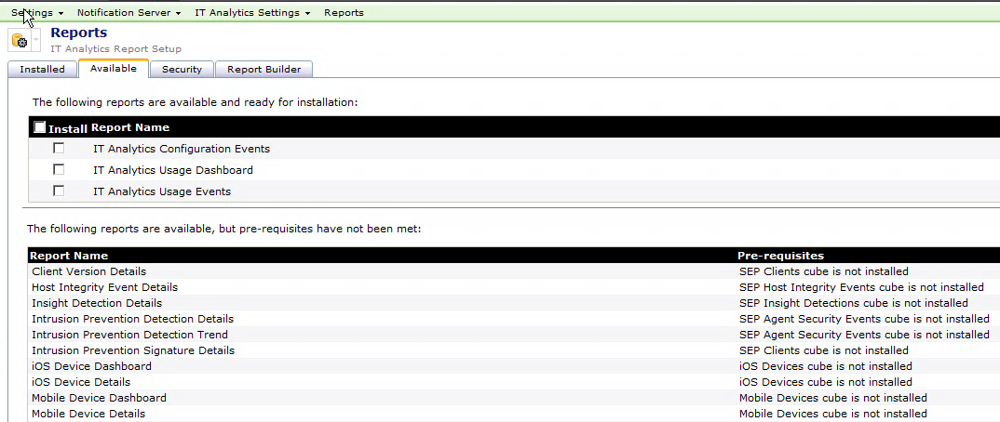 Settings Notification Server IT Analytics Settings Reports
Reports
IT Analytics Report Setup
Installed Available Security Report Builder
The following reports are available and ready for installation:
Install Report Name
IT Analytics Configuration Events
IT Analytics Usage Dashboard
IT Analytics Usage Events
The following reports are available, but pre-requisites have not been met:
Report Name Pre-requisites
Client Version Details SEP Clients cube is not installed
Host Integrity Event Details SEP Host Integrity Events cube is not installed
Insight Detection Details SEP Insight Detections cube is not installed
Intrusion Prevention Detection Details SEP Agent Security Events cube is not installed
Intrusion Prevention Detection Trend SEP Agent Security Events cube is not installed
Intrusion Prevention Signature Details SEP Clients cube is not installed
iOS Device Dashboard iOS Devices cube is not installed
iOS Device Details iOS Devices cube is not installed
Mobile Device Dashboard Mobile Devices cube is not installed
Mobile Device Details Mobile Devices cube is not installed